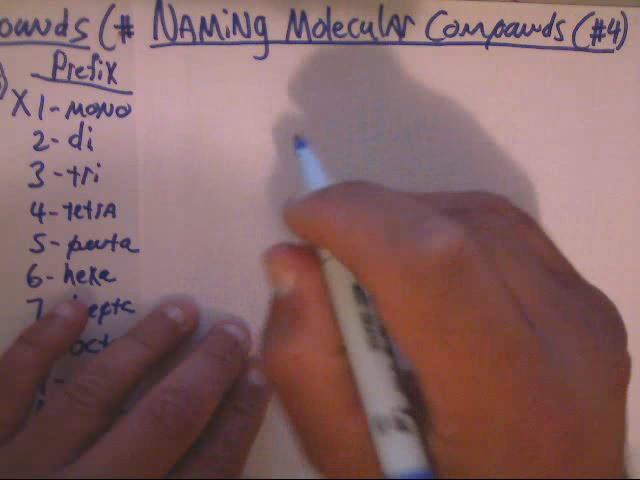 ounds (# NAMiNg Molecular Compounds (#4)
Prefix
X 1-mono
2-di
3-tri
4-tetra
5-penta
6-hexa
7 hepta
oct